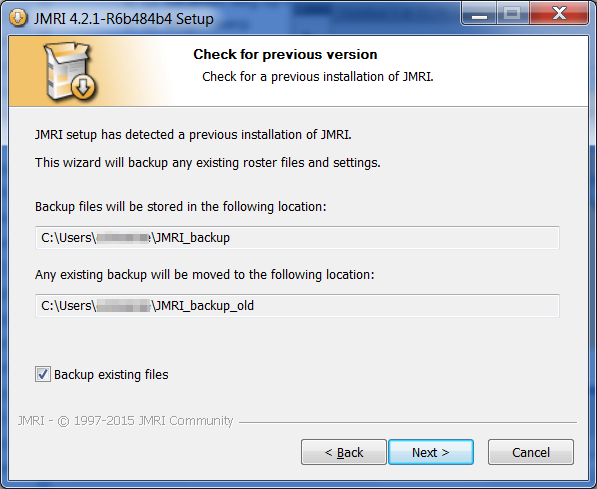 JMRI 4.2.1-R6b484b4 Setup
Check for previous version
Check for a previous installation of JMRI.
JMRI setup has detected a previous installation of JMRI.
This wizard will backup any existing roster files and settings.
Backup files will be stored in the following location:
C:\Users\ \JMRI_backup
Any existing backup will be moved to the following location:
C:\Users\ \JMRI_backup_old
Backup existing files
JMRI - © 1997-2015 JMRI Community
< Back Next > Cancel